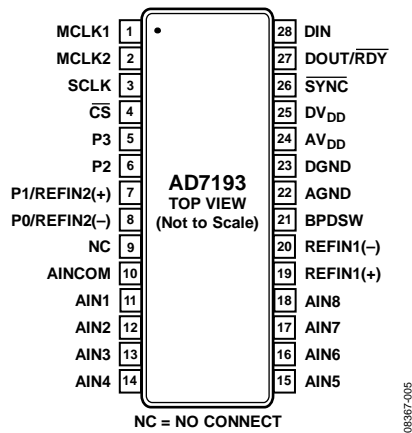 MCLK1 1
MCLK2 2
SCLK 3
C̅S̅ 4
P3 5
P2 6
P1/REFIN2(+) 7
P0/REFIN2(–) 8
NC 9
AINCOM 10
AIN1 11
AIN2 12
AIN3 13
AIN4 14
AD7193
TOP VIEW
(Not to Scale)
28 DIN
27 DOUT/R̅D̅Y̅
26 S̅Y̅N̅C̅
25 DVDD
24 AVDD
23 DGND
22 AGND
21 BPDSW
20 REFIN1(–)
19 REFIN1(+)
18 AIN8
17 AIN7
16 AIN6
15 AIN5
NC = NO CONNECT
08367-005